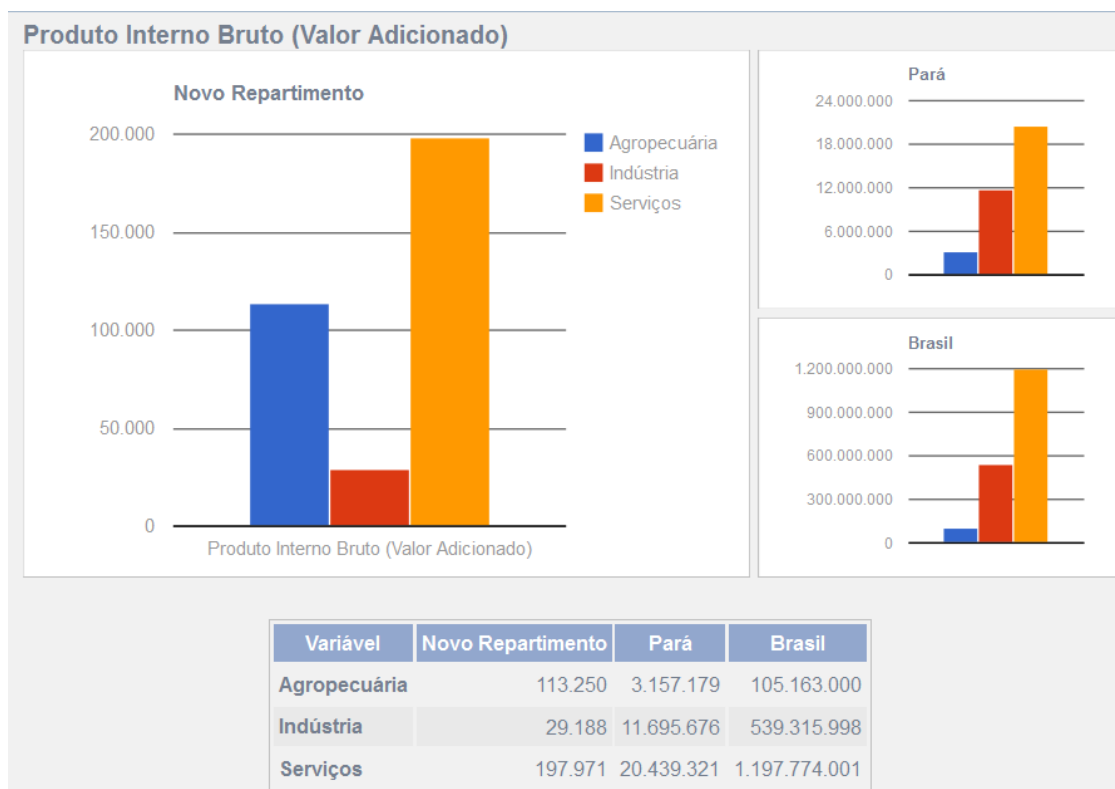 Produto Interno Bruto (Valor Adicionado)
Novo Repartimento
200.000
150.000
100.000
50.000
0
Produto Interno Bruto (Valor Adicionado)
Agropecuária
Indústria
Serviços
Pará
24.000.000
18.000.000
12.000.000
6.000.000
0
Brasil
1.200.000.000
900.000.000
600.000.000
300.000.000
0
Variável Novo Repartimento Pará Brasil
Agropecuária 113.250 3.157.179 105.163.000
Indústria 29.188 11.695.676 539.315.998
Serviços 197.971 20.439.321 1.197.774.001